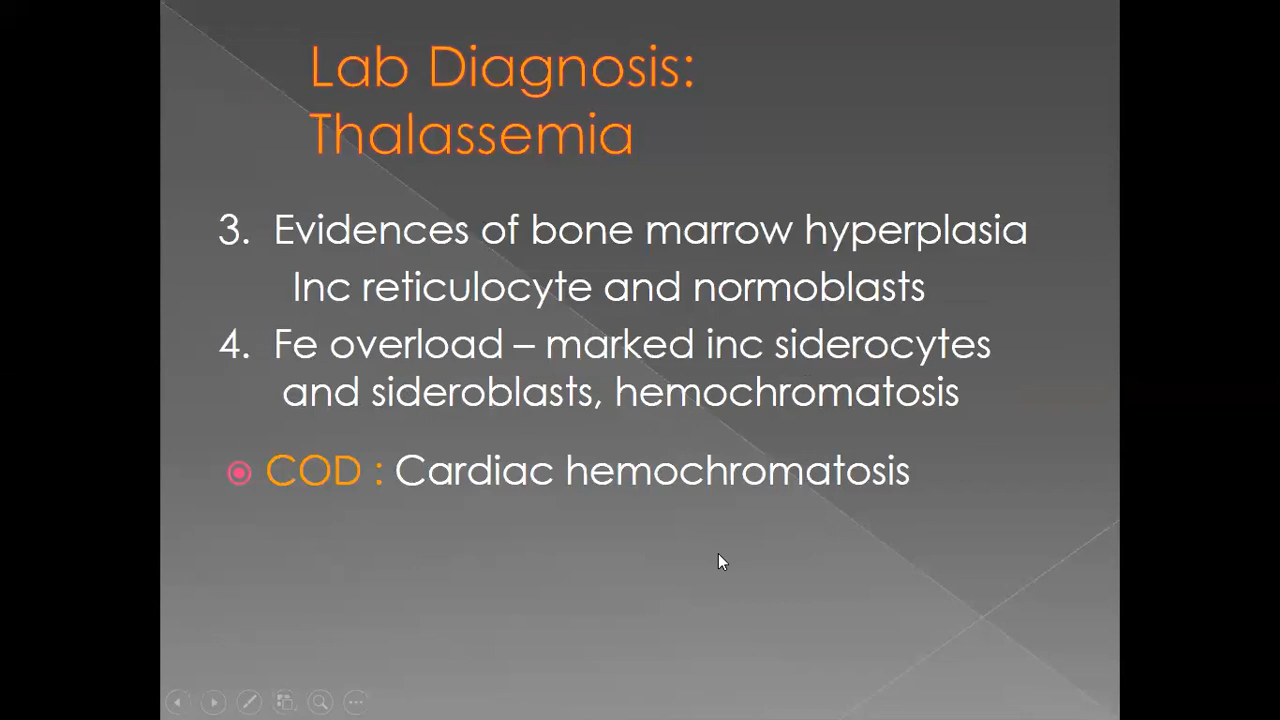 Lab Diagnosis:
Thalassemia
3. Evidences of bone marrow hyperplasia
Inc reticulocyte and normoblasts
4. Fe overload – marked inc siderocytes
and sideroblasts, hemochromatosis
COD : Cardiac hemochromatosis